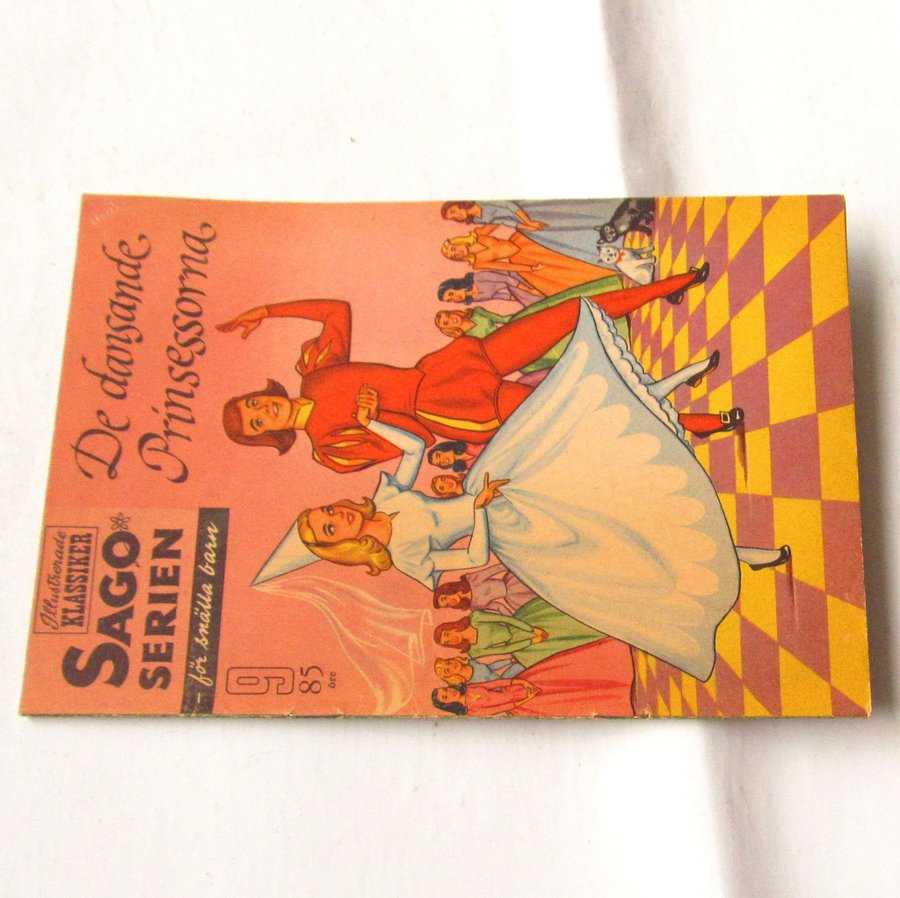 Illustrerade
KLASSIKER
SAGO
SERIEN
- för snälla barn
9
85
öre
De dansande
Prinsessorna